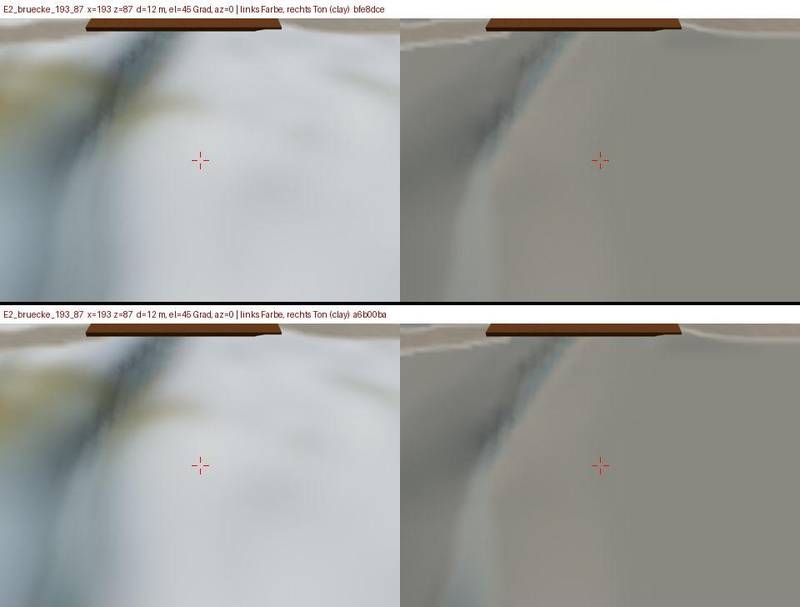 E2_bruecke_193_87 x=193 z=87 d=12 m, el=45 Grad, az=0 | links Farbe, rechts Ton (clay) bfe8dce
E2_bruecke_193_87 x=193 z=87 d=12 m, el=45 Grad, az=0 | links Farbe, rechts Ton (clay) a6b00ba